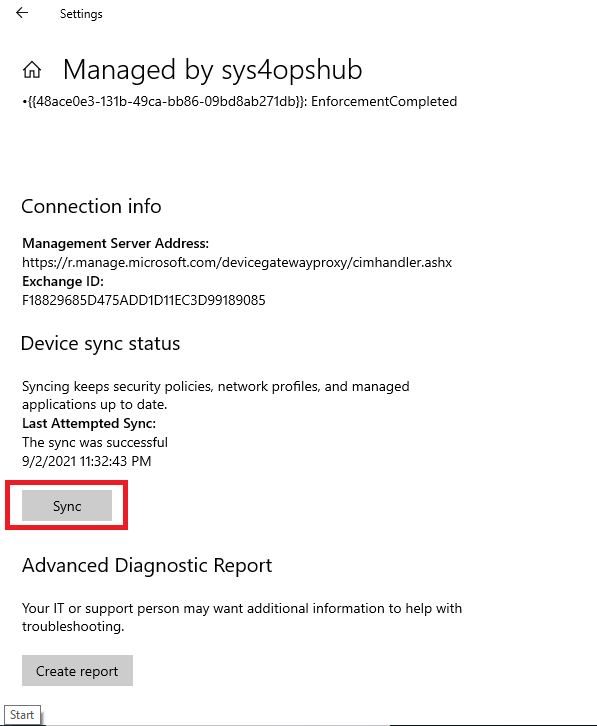 Settings
Managed by sys4opshub
•{{48ace0e3-131b-49ca-bb86-09bd8ab271db}}: EnforcementCompleted
Connection info
Management Server Address:
https://r.manage.microsoft.com/devicegatewayproxy/cimhandler.ashx
Exchange ID:
F18829685D475ADD1D11EC3D99189085
Device sync status
Syncing keeps security policies, network profiles, and managed
applications up to date.
Last Attempted Sync:
The sync was successful
9/2/2021 11:32:43 PM
Sync
Advanced Diagnostic Report
Your IT or support person may want additional information to help with
troubleshooting.
Create report
Start